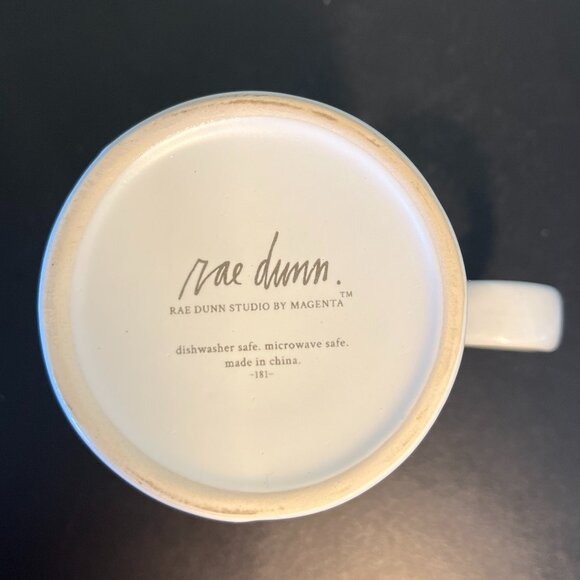 rae dunn.
RAE DUNN STUDIO BY MAGENTA™
dishwasher safe. microwave safe.
made in china.
-181-